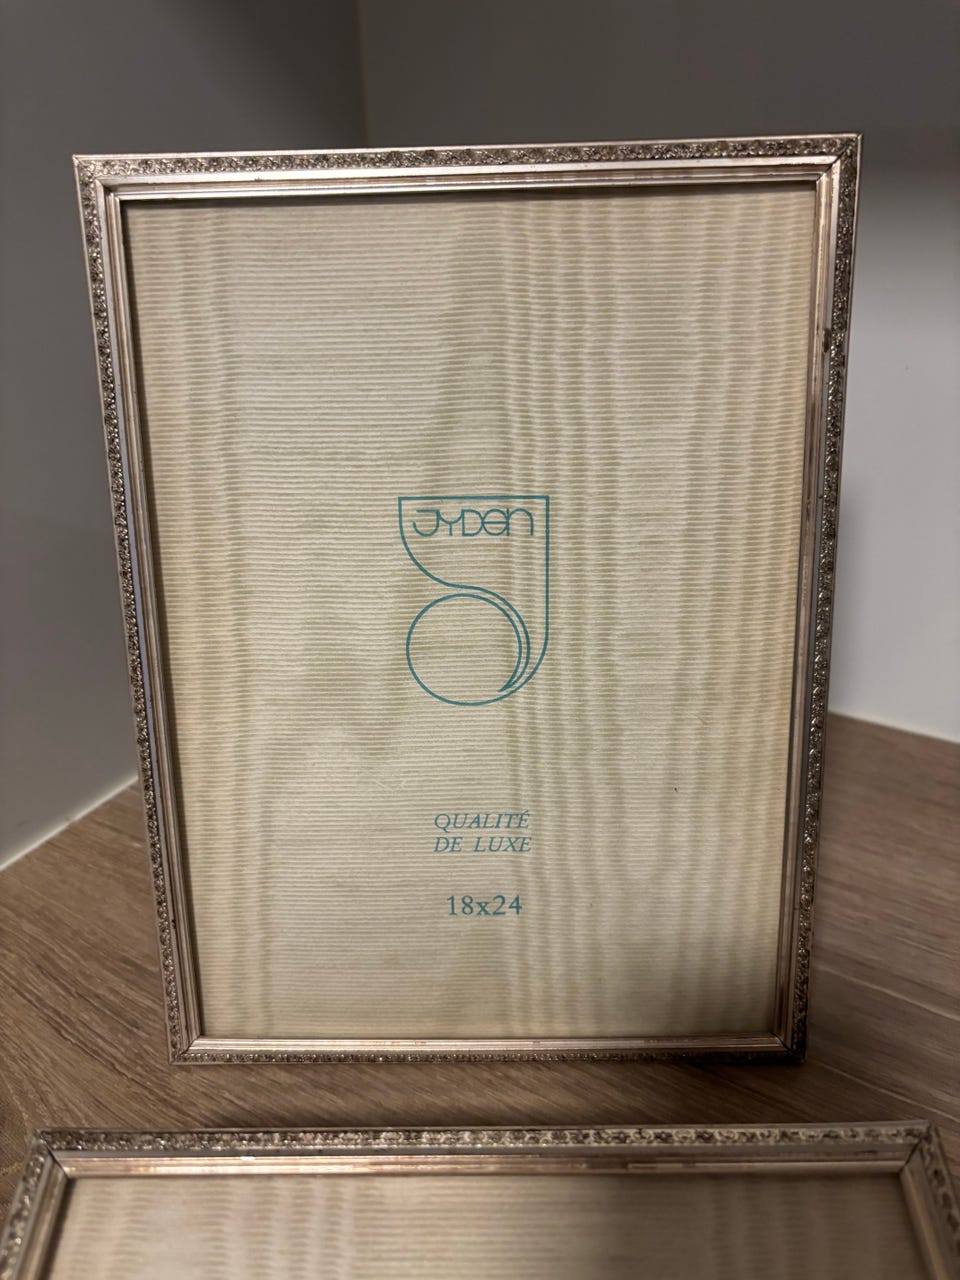 JYDen
QUALITÉ
DE LUXE
18x24